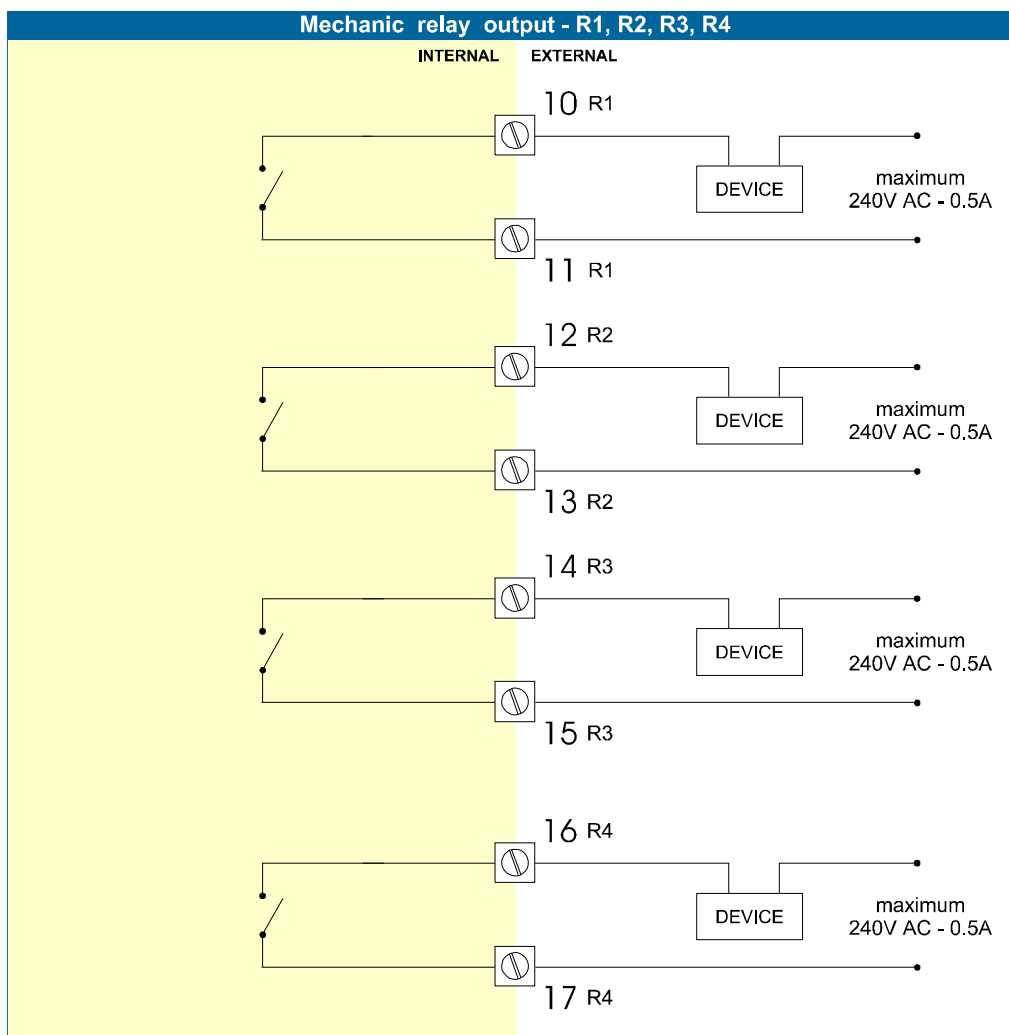 Mechanic relay output - R1, R2, R3, R4
INTERNAL EXTERNAL
10 R1
DEVICE
maximum
240V AC - 0.5A
11 R1
12 R2
DEVICE
maximum
240V AC - 0.5A
13 R2
14 R3
DEVICE
maximum
240V AC - 0.5A
15 R3
16 R4
DEVICE
maximum
240V AC - 0.5A
17 R4